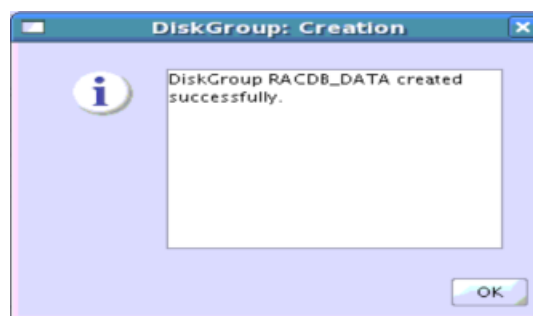 DiskGroup: Creation
DiskGroup RACDB_DATA created
successfully.
OK